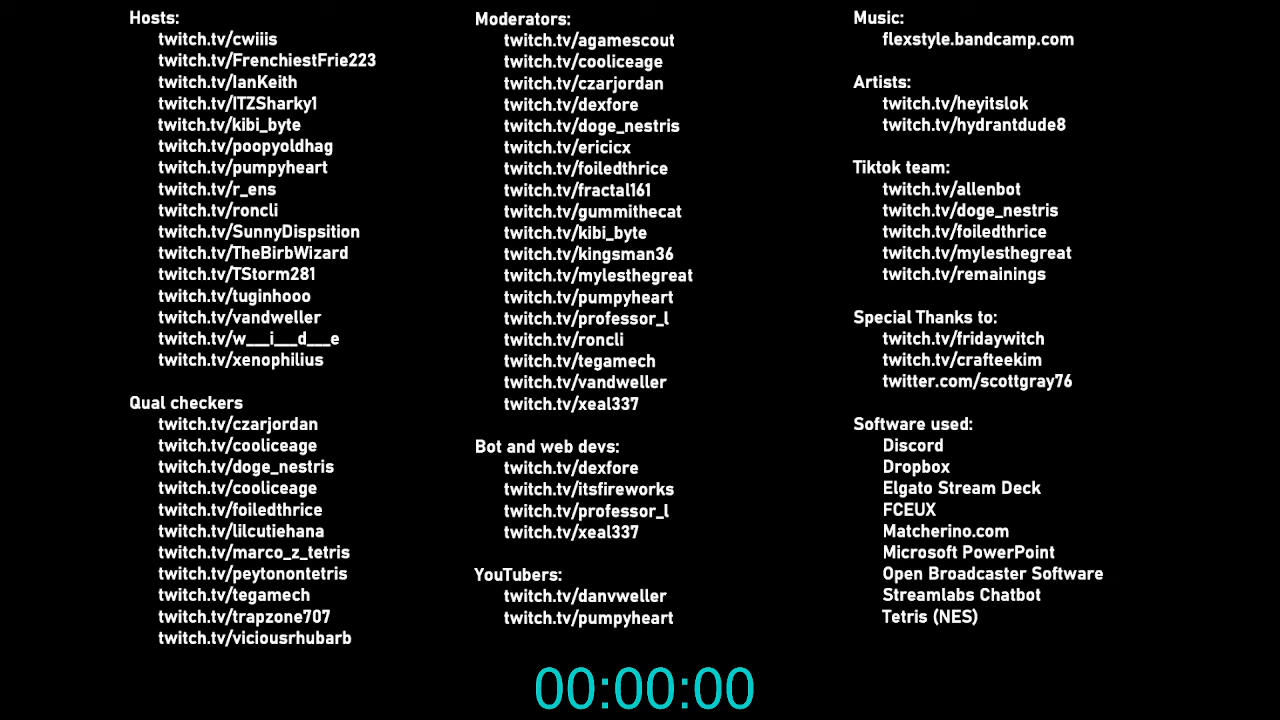 Hosts:
twitch.tv/cwiiis
twitch.tv/FrenchiestFrie223
twitch.tv/IanKeith
twitch.tv/ITZSharky1
twitch.tv/kibi_byte
twitch.tv/poopyoldhag
twitch.tv/pumpyheart
twitch.tv/r_ens
twitch.tv/roncli
twitch.tv/SunnyDispsition
twitch.tv/TheBirbWizard
twitch.tv/TStorm281
twitch.tv/tuginhooo
twitch.tv/vandweller
twitch.tv/w___i___d___e
twitch.tv/xenophilius
Qual checkers
twitch.tv/czarjordan
twitch.tv/cooliceage
twitch.tv/doge_nestris
twitch.tv/cooliceage
twitch.tv/foiledthrice
twitch.tv/lilcutiehana
twitch.tv/marco_z_tetris
twitch.tv/peytonontetris
twitch.tv/tegamech
twitch.tv/trapzone707
twitch.tv/viciousrhubarb
Moderators:
twitch.tv/agamescout
twitch.tv/cooliceage
twitch.tv/czarjordan
twitch.tv/dexfore
twitch.tv/doge_nestris
twitch.tv/ericicx
twitch.tv/foiledthrice
twitch.tv/fractal161
twitch.tv/gummithecat
twitch.tv/kibi_byte
twitch.tv/kingsman36
twitch.tv/mylesthegreat
twitch.tv/pumpyheart
twitch.tv/professor_l
twitch.tv/roncli
twitch.tv/tegamech
twitch.tv/vandweller
twitch.tv/xeal337
Bot and web devs:
twitch.tv/dexfore
twitch.tv/itsfireworks
twitch.tv/professor_l
twitch.tv/xeal337
YouTubers:
twitch.tv/danvweller
twitch.tv/pumpyheart
Music:
flexstyle.bandcamp.com
Artists:
twitch.tv/heyitslok
twitch.tv/hydrantdude8
Tiktok team:
twitch.tv/allenbot
twitch.tv/doge_nestris
twitch.tv/foiledthrice
twitch.tv/mylesthegreat
twitch.tv/remainings
Special Thanks to:
twitch.tv/fridaywitch
twitch.tv/crafteekim
twitter.com/scottgray76
Software used:
Discord
Dropbox
Elgato Stream Deck
FCEUX
Matcherino.com
Microsoft PowerPoint
Open Broadcaster Software
Streamlabs Chatbot
Tetris (NES)
00:00:00